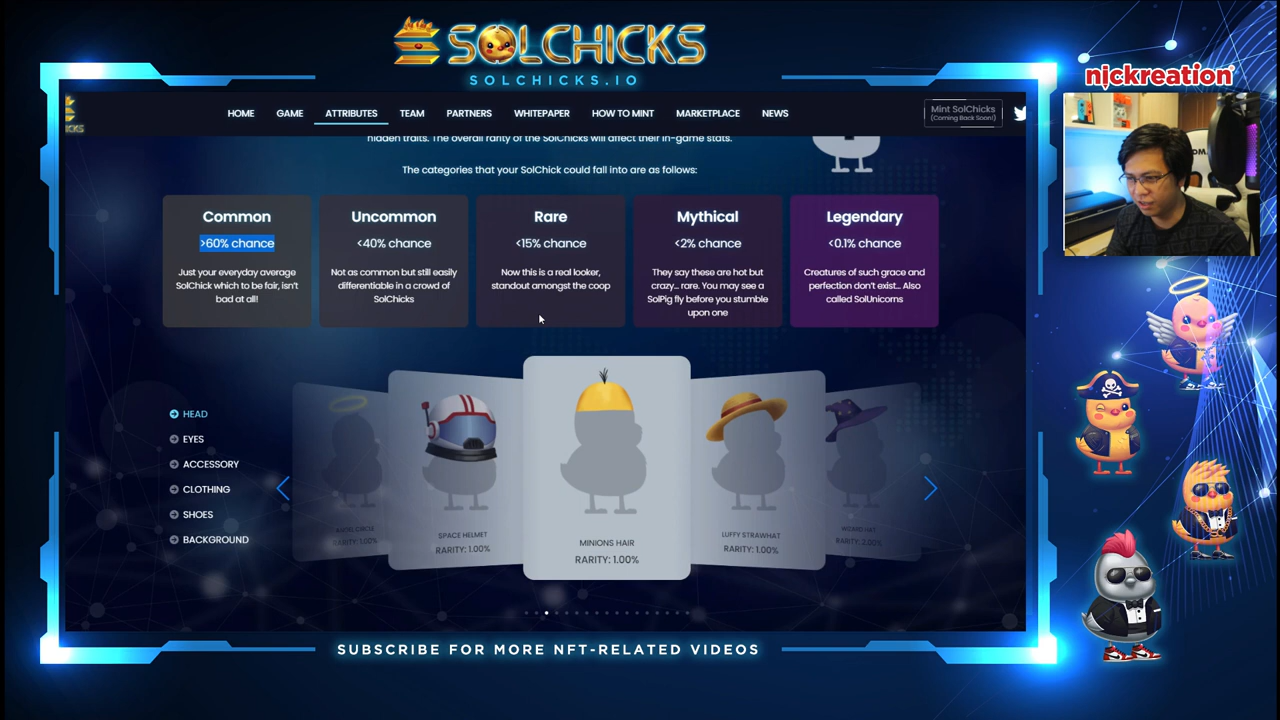 SOLCHICKS
SOLCHICKS.IO
nickreation
HOME GAME ATTRIBUTES TEAM PARTNERS WHITEPAPER HOW TO MINT MARKETPLACE NEWS
Mint SolChicks
(Coming Back Soon!)
hidden traits. The overall rarity of the SolChicks will affect their in-game stats.
The categories that your SolChick could fall into are as follows:
Common
>60% chance
Just your everyday average
SolChick which to be fair, isn't
bad at all!
Uncommon
<40% chance
Not as common but still easily
differentiable in a crowd of
SolChicks
Rare
<15% chance
Now this is a real looker,
standout amongst the coop
Mythical
<2% chance
They say these are hot but
crazy... rare. You may see a
SolPig fly before you stumble
upon one
Legendary
<0.1% chance
Creatures of such grace and
perfection don't exist... Also
called SolUnicorns
HEAD
EYES
ACCESSORY
CLOTHING
SHOES
BACKGROUND
RARITY: 1.00%
SPACE HELMET
RARITY: 1.00%
MINIONS HAIR
RARITY: 1.00%
LUFFY STRAWHAT
RARITY: 1.00%
WIZARD HAT
RARITY: 2.00%
SUBSCRIBE FOR MORE NFT-RELATED VIDEOS